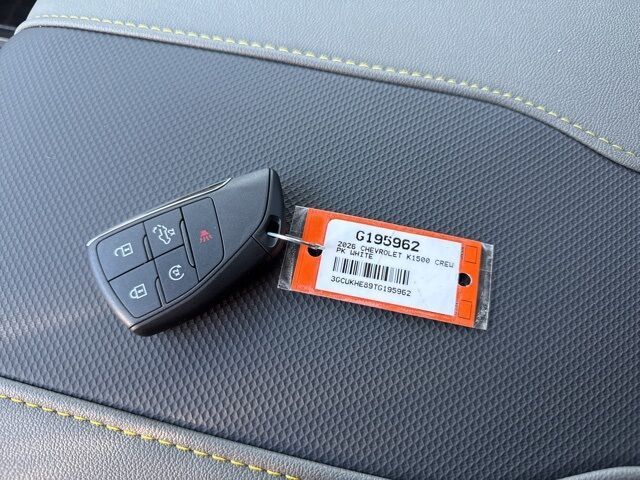 G195962
2026 CHEVROLET K1500 CREW
PK WHITE
3GCUKHE89TG195962